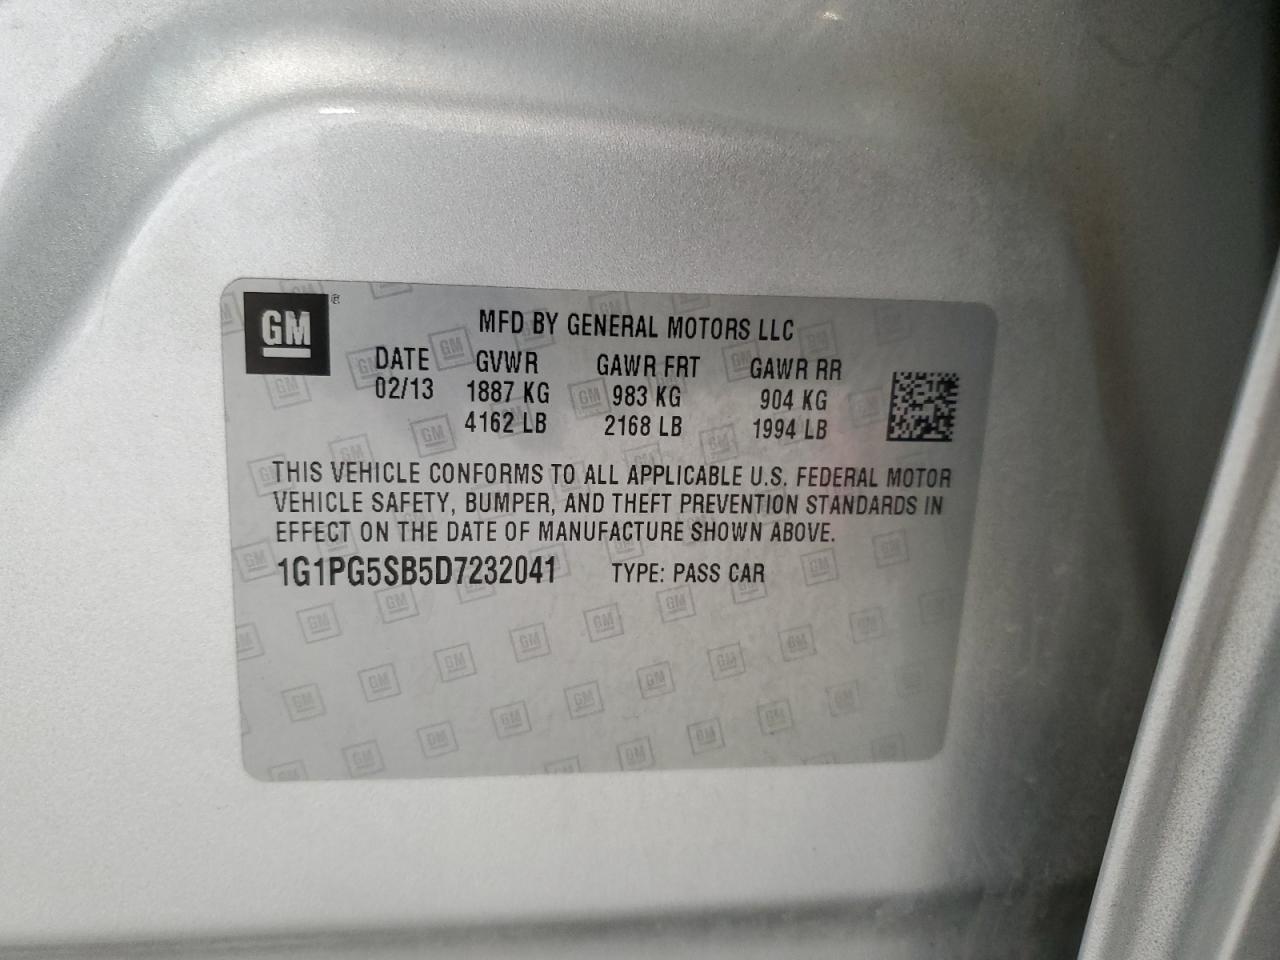 GM ®
MFD BY GENERAL MOTORS LLC
DATE GVWR GAWR FRT GAWR RR
02/13 1887 KG 983 KG 904 KG
4162 LB 2168 LB 1994 LB
THIS VEHICLE CONFORMS TO ALL APPLICABLE U.S. FEDERAL MOTOR
VEHICLE SAFETY, BUMPER, AND THEFT PREVENTION STANDARDS IN
EFFECT ON THE DATE OF MANUFACTURE SHOWN ABOVE.
1G1PG5SB5D7232041 TYPE: PASS CAR